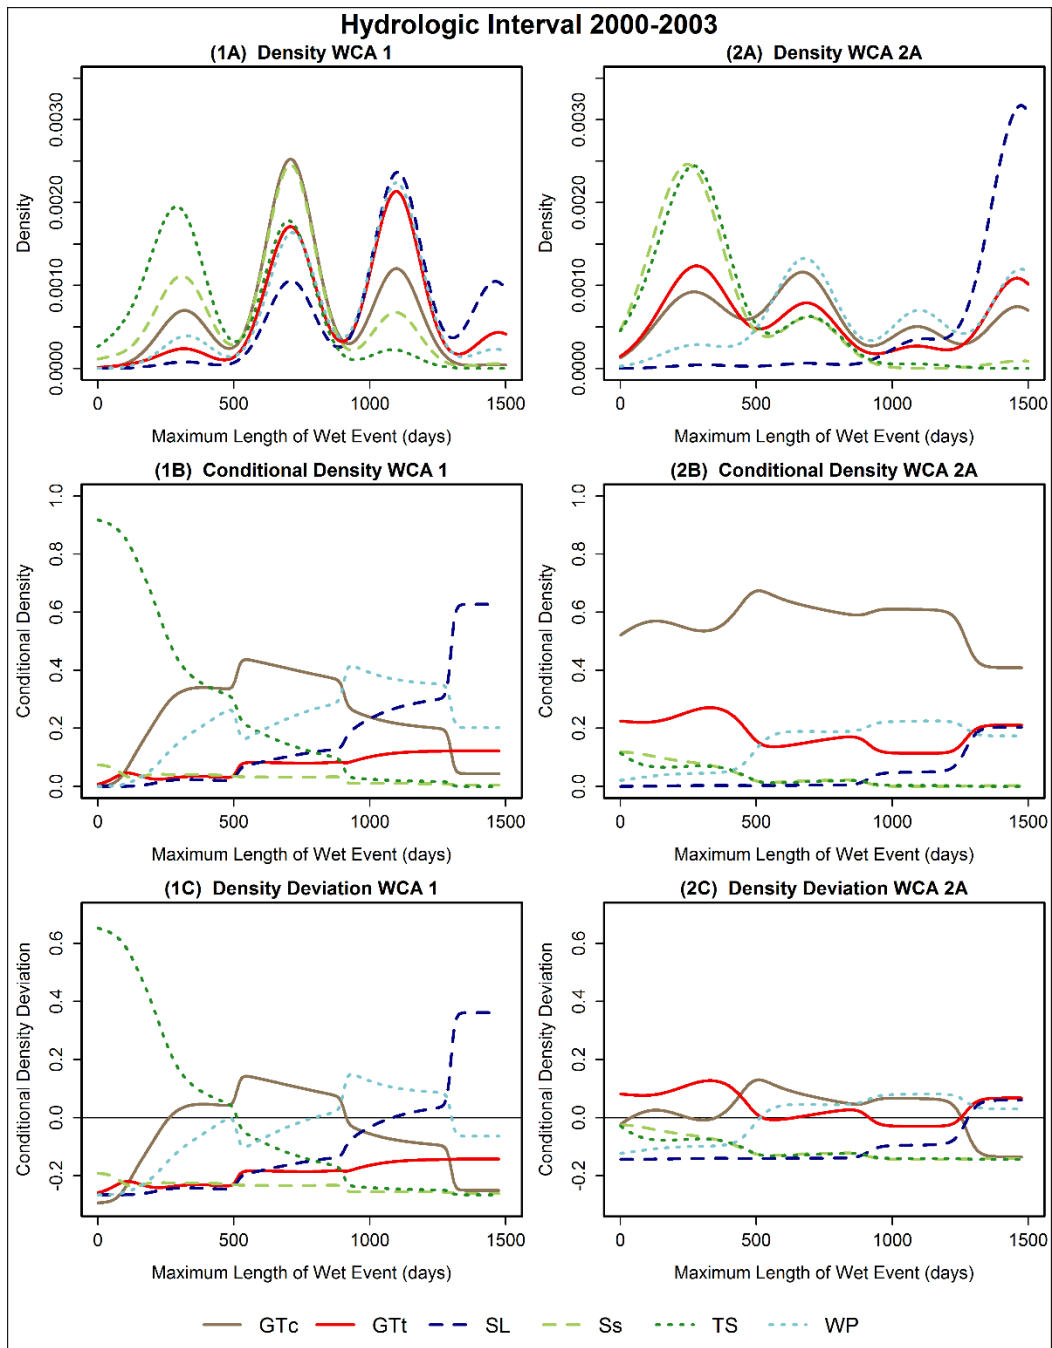 Hydrologic Interval 2000-2003
(1A) Density WCA 1
Density
0.0000 0.0010 0.0020 0.0030
0 500 1000 1500
Maximum Length of Wet Event (days)
(2A) Density WCA 2A
Density
0.0000 0.0010 0.0020 0.0030
0 500 1000 1500
Maximum Length of Wet Event (days)
(1B) Conditional Density WCA 1
Conditional Density
0.0 0.2 0.4 0.6 0.8 1.0
0 500 1000 1500
Maximum Length of Wet Event (days)
(2B) Conditional Density WCA 2A
Conditional Density
0.0 0.2 0.4 0.6 0.8 1.0
0 500 1000 1500
Maximum Length of Wet Event (days)
(1C) Density Deviation WCA 1
Conditional Density Deviation
-0.2 0.0 0.2 0.4 0.6
0 500 1000 1500
Maximum Length of Wet Event (days)
(2C) Density Deviation WCA 2A
Conditional Density Deviation
-0.2 0.0 0.2 0.4 0.6
0 500 1000 1500
Maximum Length of Wet Event (days)
GTc GTt SL Ss TS WP